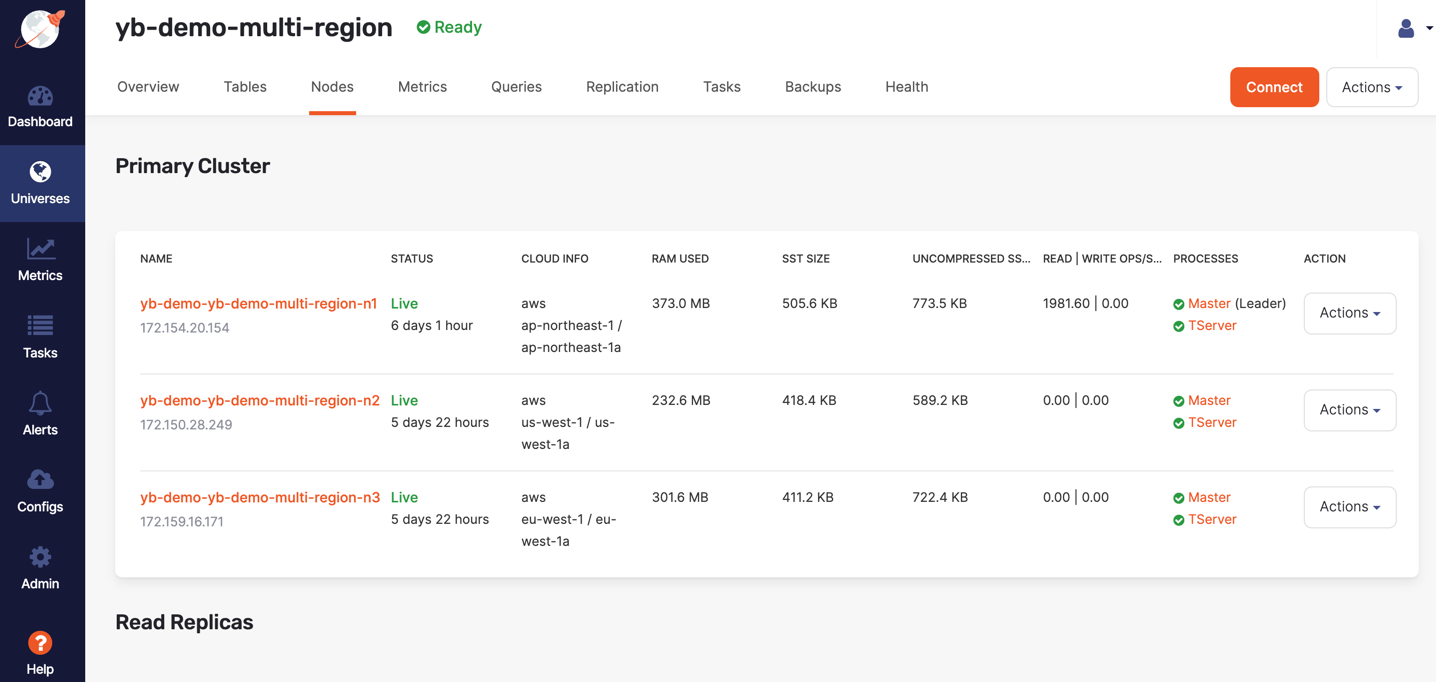 yb-demo-multi-region Ready
Overview Tables Nodes Metrics Queries Replication Tasks Backups Health Connect Actions
Dashboard
Universes
Metrics
Tasks
Alerts
Configs
Admin
?
Help
Primary Cluster
NAME STATUS CLOUD INFO RAM USED SST SIZE UNCOMPRESSED SS... READ | WRITE OPS/S... PROCESSES ACTION
yb-demo-yb-demo-multi-region-n1 Live aws 373.0 MB 505.6 KB 773.5 KB 1981.60 | 0.00 Master (Leader) Actions
172.154.20.154 6 days 1 hour ap-northeast-1 / TServer
ap-northeast-1a
yb-demo-yb-demo-multi-region-n2 Live aws 232.6 MB 418.4 KB 589.2 KB 0.00 | 0.00 Master Actions
172.150.28.249 5 days 22 hours us-west-1 / us- TServer
west-1a
yb-demo-yb-demo-multi-region-n3 Live aws 301.6 MB 411.2 KB 722.4 KB 0.00 | 0.00 Master Actions
172.159.16.171 5 days 22 hours eu-west-1 / eu- TServer
west-1a
Read Replicas